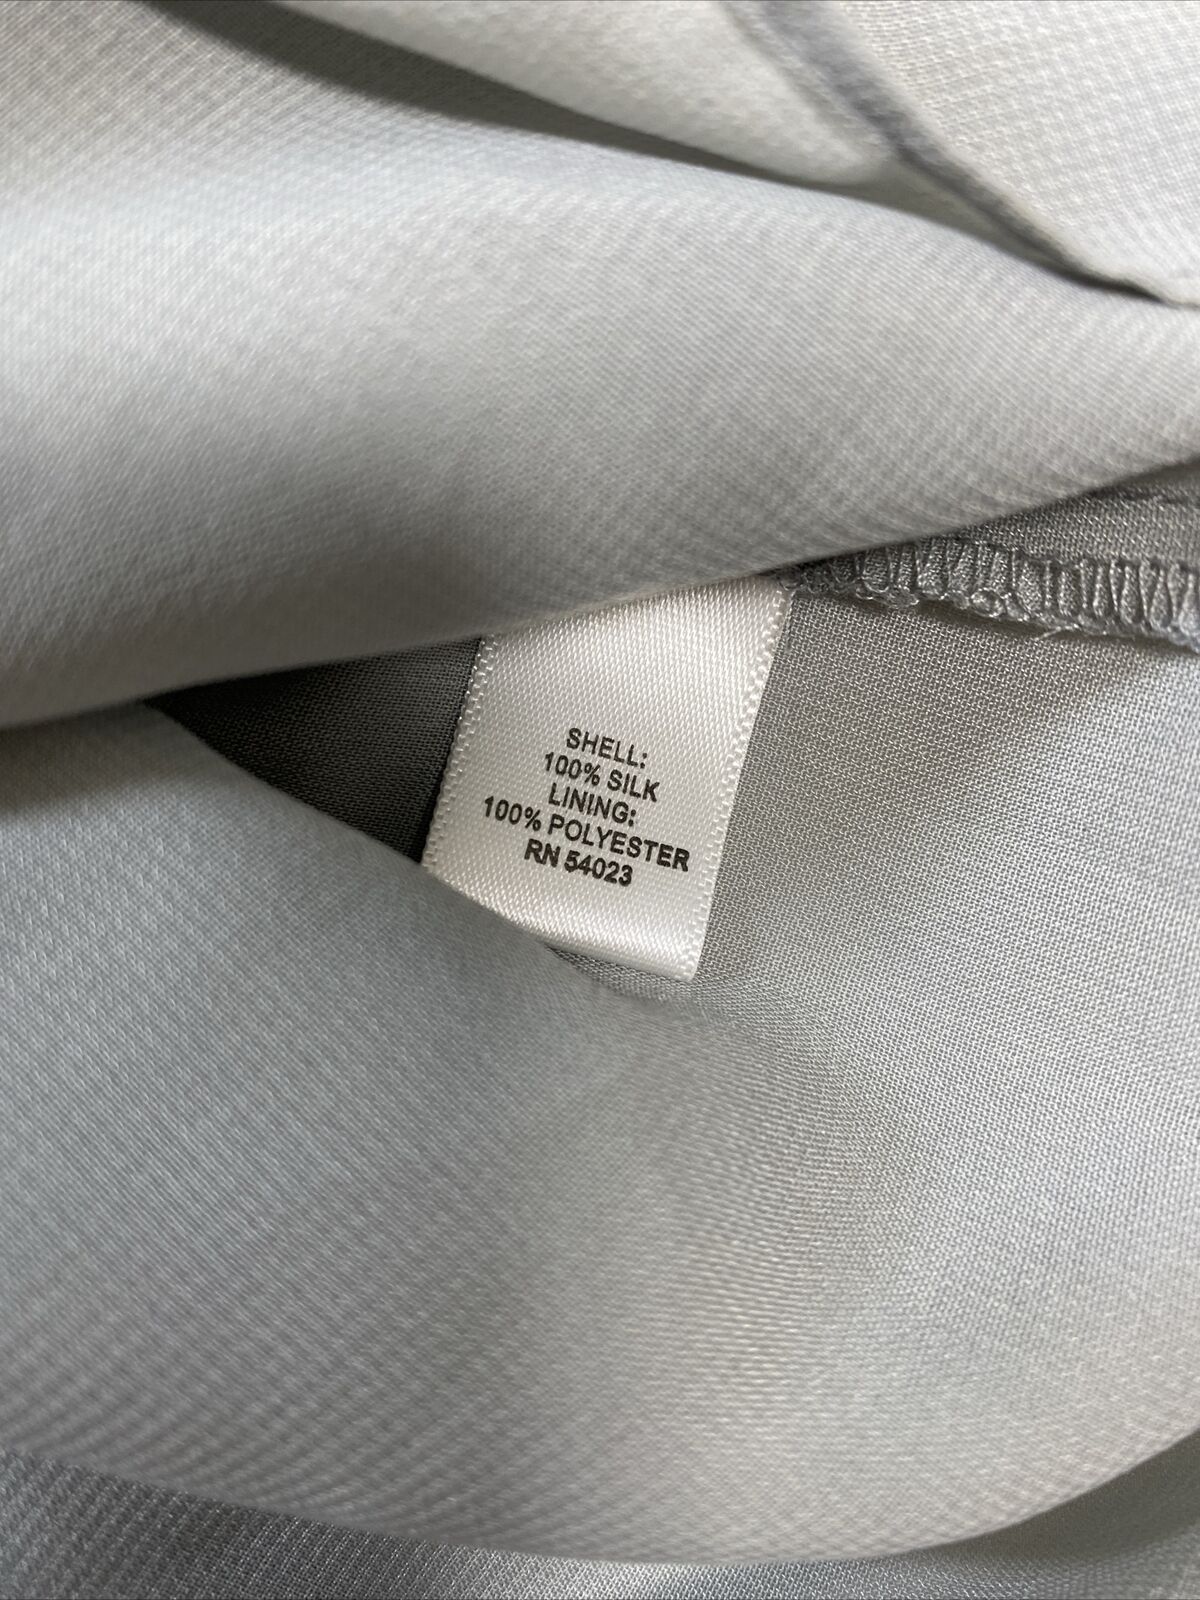 SHELL:
100% SILK
LINING:
100% POLYESTER
RN 54023